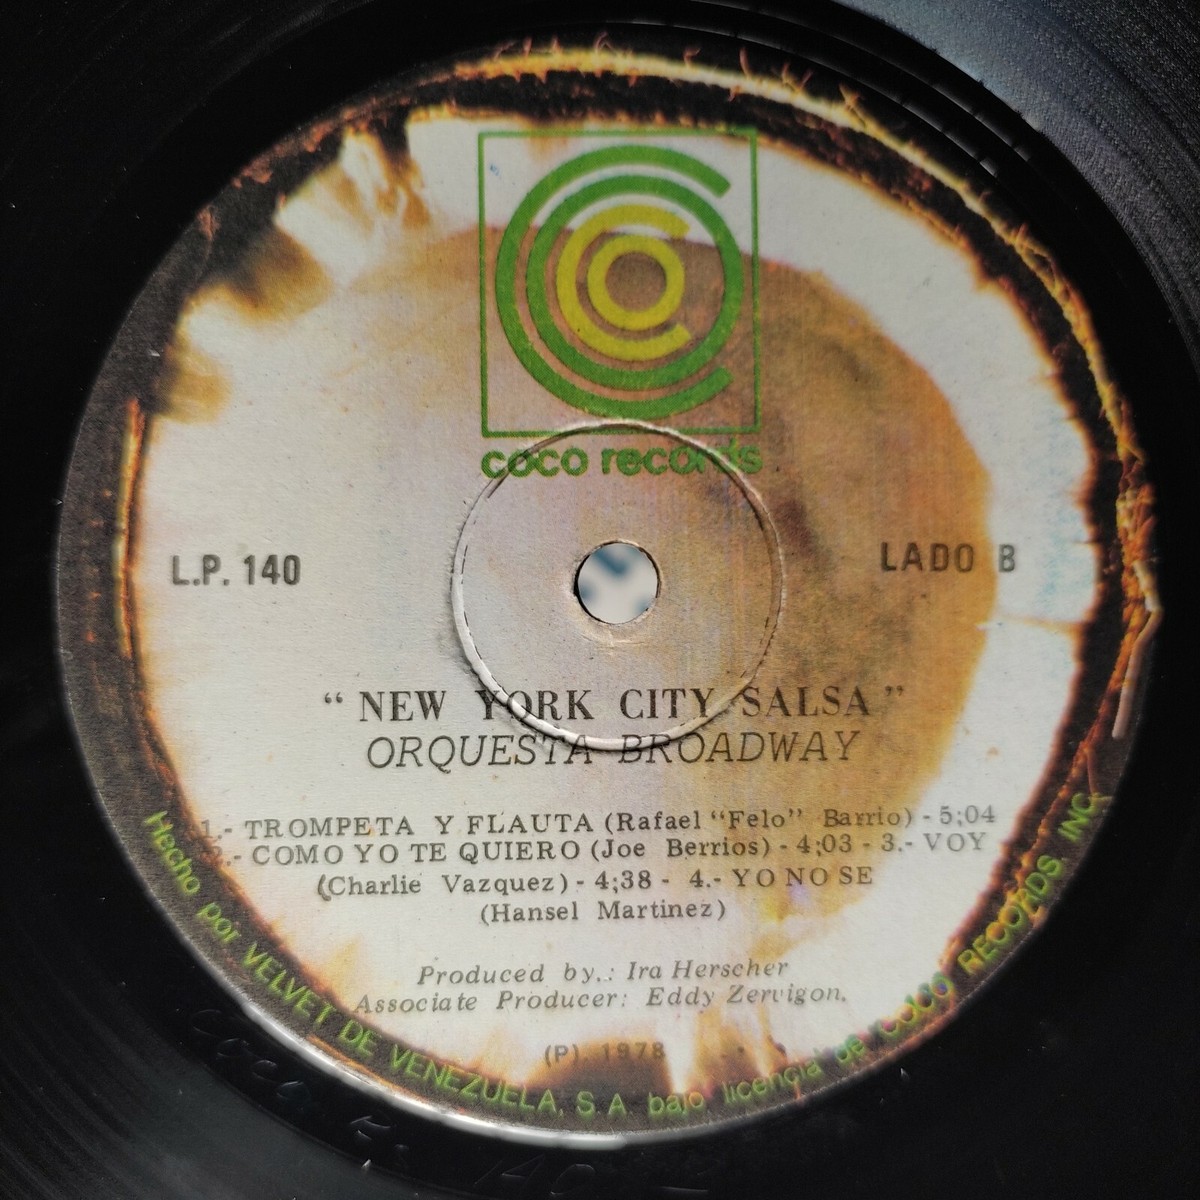 coco records
L.P. 140
LADO B
“NEW YORK CITY SALSA”
ORQUESTA BROADWAY
1.- TROMPETA Y FLAUTA (Rafael “Felo” Barrio) - 5;04
2.- COMO YO TE QUIERO (Joe Berrios) - 4;03 - 3.- VOY
(Charlie Vazquez) - 4;38 - 4.- YO NO SE
(Hansel Martinez)
Produced by.: Ira Herscher
Associate Producer: Eddy Zervigon.
(P) 1978
Hecho por VELVET DE VENEZUELA, S A bajo licencia de COCO RECORDS, INC.